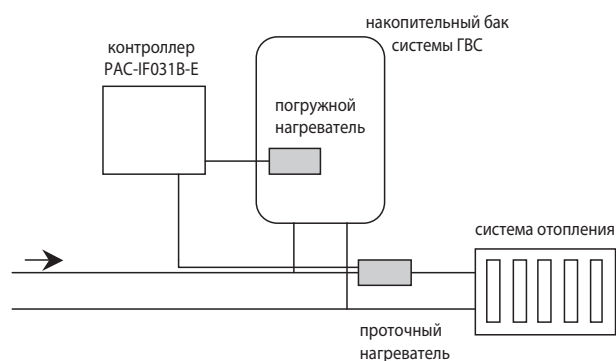 накопительный бак
системы ГВС
контроллер
PAC-IF031B-E
погружной
нагреватель
система отопления
проточный
нагреватель